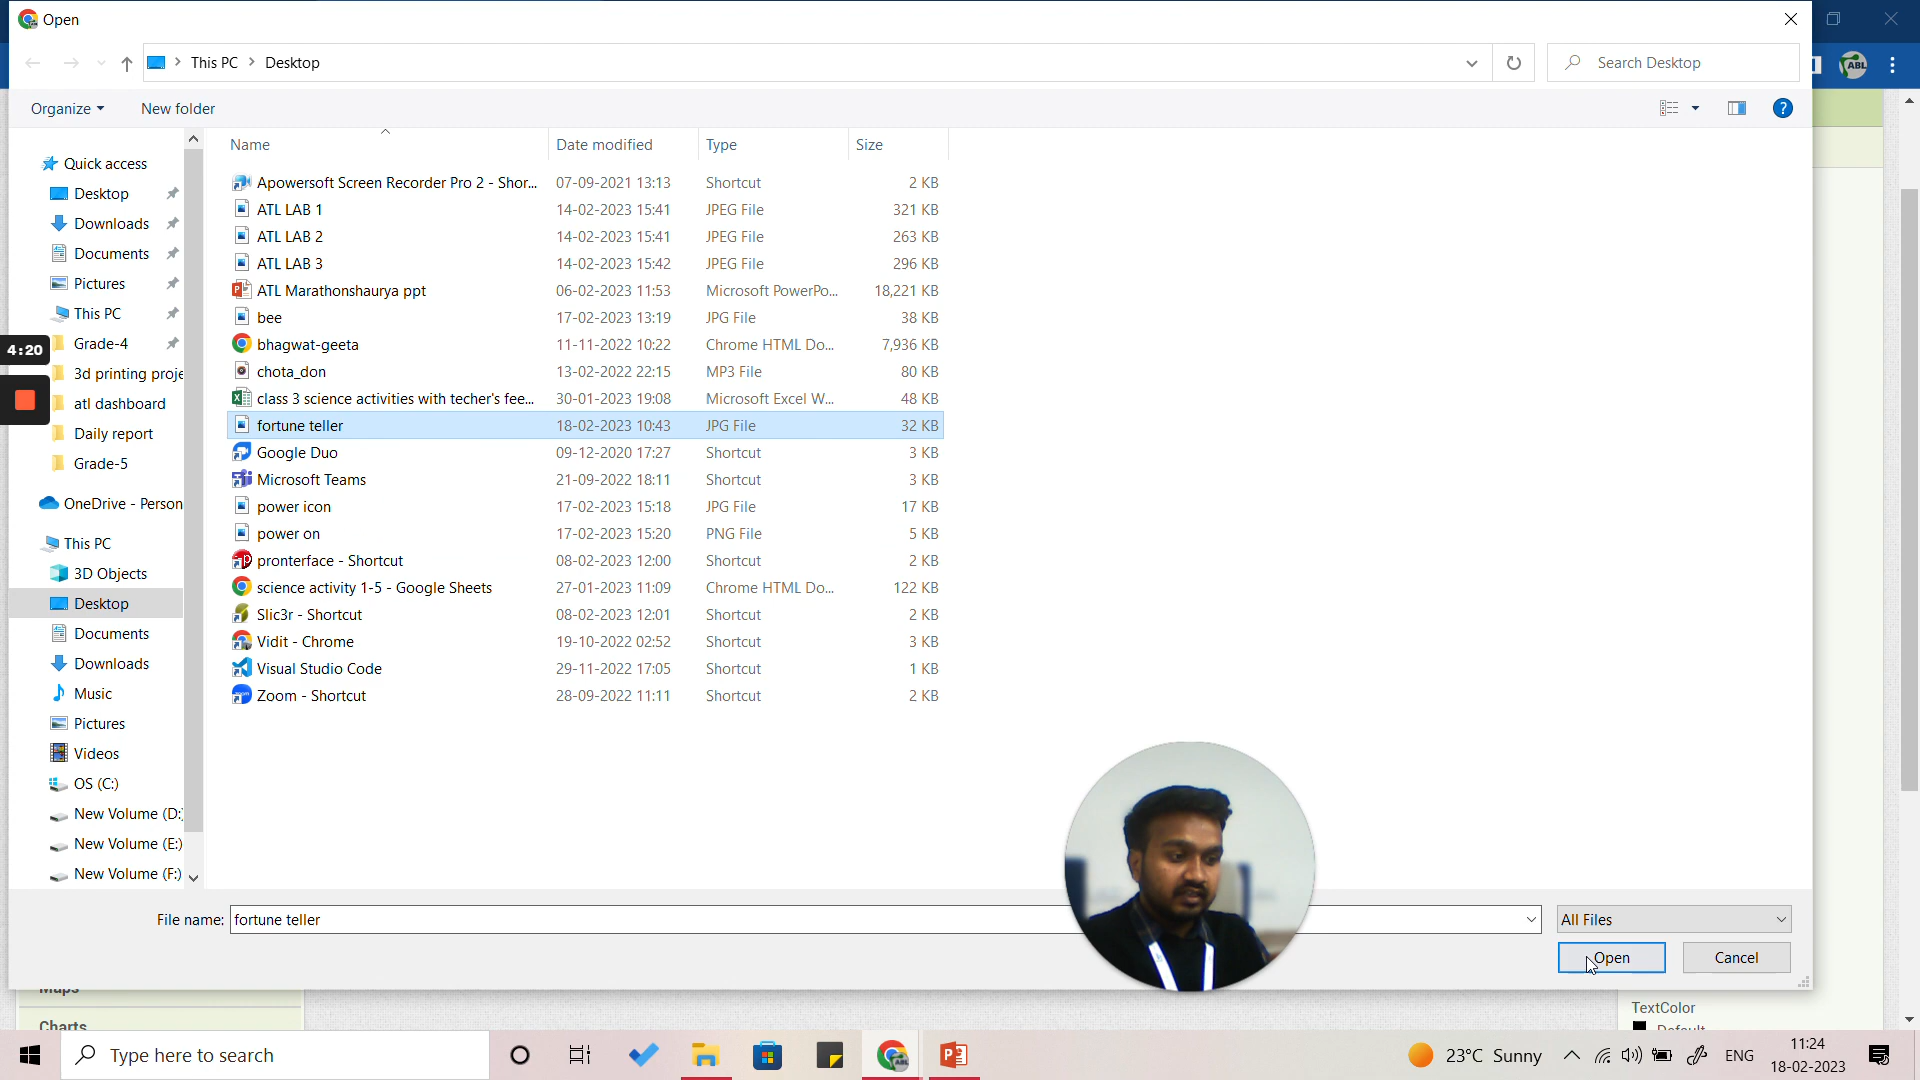 Open
This PC
Desktop
Search Desktop
ABL
Organize
New folder
?
Name
Date modified
Type
Size
Quick access
Desktop
Downloads
Documents
Pictures
This PC
Grade-4
3d printing proje
atl dashboard
Daily report
Grade-5
OneDrive - Person
This PC
3D Objects
Desktop
Documents
Downloads
Music
Pictures
Videos
OS (C:)
New Volume (D:
New Volume (E:)
New Volume (F:)
4:20
Apowersoft Screen Recorder Pro 2 - Shor... 07-09-2021 13:13 Shortcut 2 KB
ATL LAB 1 14-02-2023 15:41 JPEG File 321 KB
ATL LAB 2 14-02-2023 15:41 JPEG File 263 KB
ATL LAB 3 14-02-2023 15:42 JPEG File 296 KB
ATL Marathonshaurya ppt 06-02-2023 11:53 Microsoft PowerPo... 18,221 KB
bee 17-02-2023 13:19 JPG File 38 KB
bhagwat-geeta 11-11-2022 10:22 Chrome HTML Do... 7,936 KB
chota_don 13-02-2022 22:15 MP3 File 80 KB
class 3 science activities with techer's fee... 30-01-2023 19:08 Microsoft Excel W... 48 KB
fortune teller 18-02-2023 10:43 JPG File 32 KB
Google Duo 09-12-2020 17:27 Shortcut 3 KB
Microsoft Teams 21-09-2022 18:11 Shortcut 3 KB
power icon 17-02-2023 15:18 JPG File 17 KB
power on 17-02-2023 15:20 PNG File 5 KB
pronterface - Shortcut 08-02-2023 12:00 Shortcut 2 KB
science activity 1-5 - Google Sheets 27-01-2023 11:09 Chrome HTML Do... 122 KB
Slic3r - Shortcut 08-02-2023 12:01 Shortcut 2 KB
Vidit - Chrome 19-10-2022 02:52 Shortcut 3 KB
Visual Studio Code 29-11-2022 17:05 Shortcut 1 KB
Zoom - Shortcut 28-09-2022 11:11 Shortcut 2 KB
File name: fortune teller
All Files
Open
Cancel
Maps
Charts
TextColor
Default
Type here to search
23°C Sunny
ENG
11:24
18-02-2023